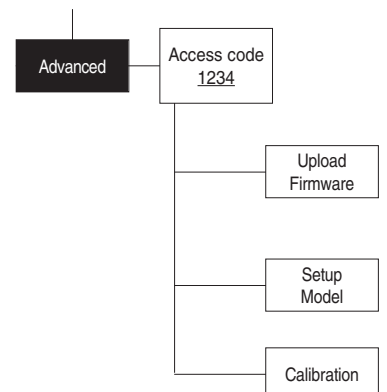 Advanced
Access code
1234
Upload
Firmware
Setup
Model
Calibration